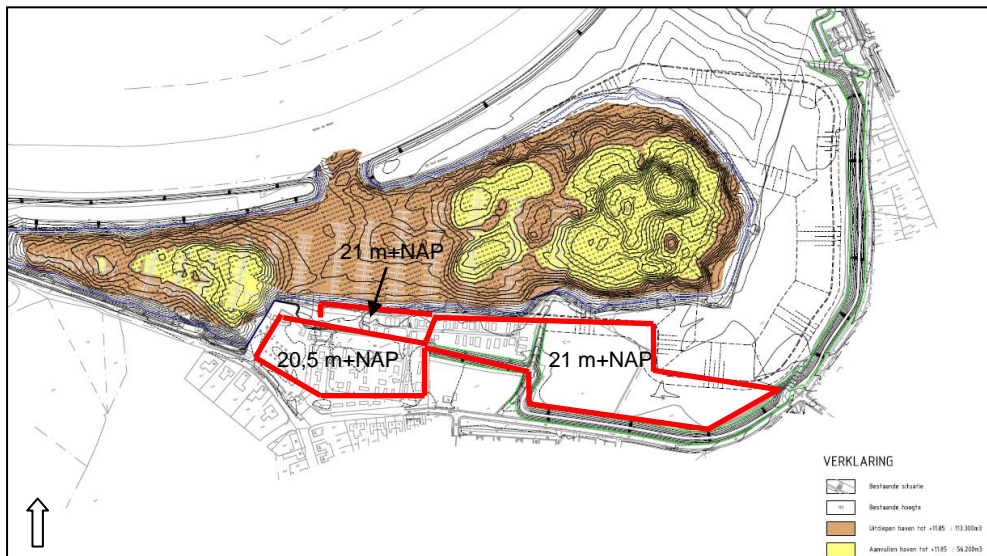 21 m+NAP
20,5 m+NAP
21 m+NAP
VERKLARING
Bestaande situatie
Bestaande hoogte
Uitdiepen haven tot +11.85 : 113.300m3
Aanvullen haven tot +11.85 : 56.200m3